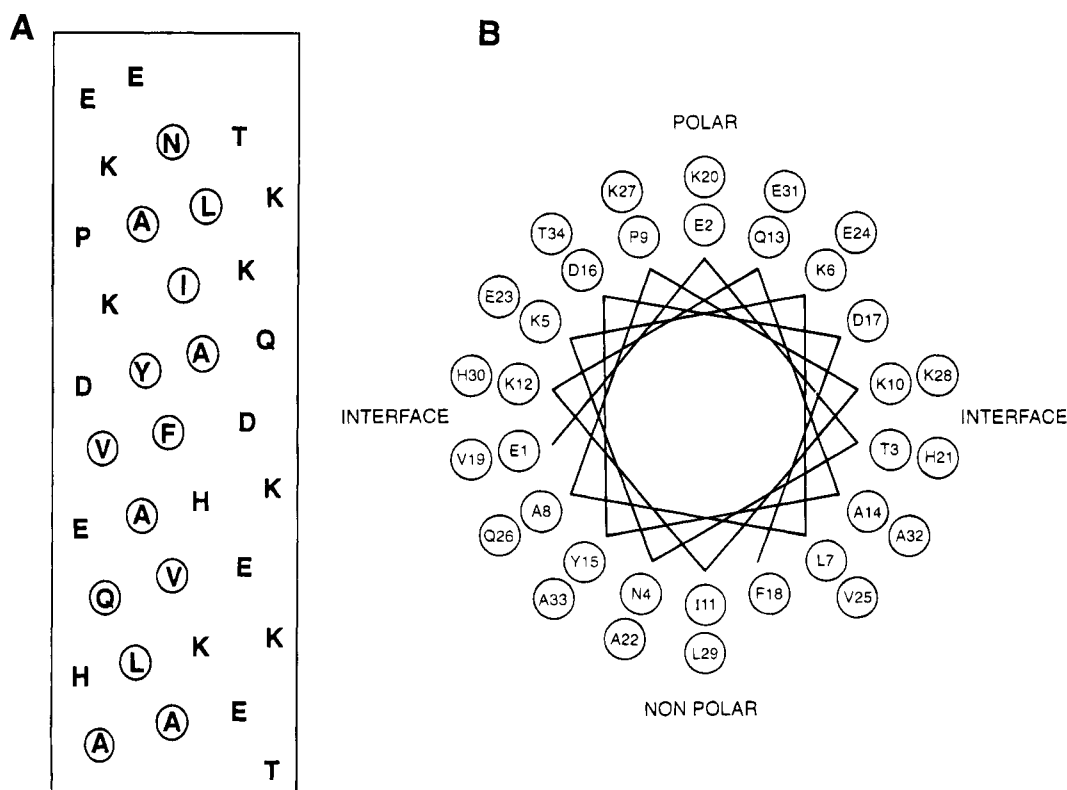 A
E E
N T
K
A L K
P
I K
K
A Q
D Y
V F D
A H K
E
Q V E
L K K
H
A A E
T
B
POLAR
K20
K27 E31
E2
T34 P9 Q13 E24
D16 K6
E23 K5 D17
H30 K12 K10 K28
INTERFACE INTERFACE
V19 E1 T3 H21
Q26 A8 A14 A32
Y15 L7
A33 N4 I11 F18 V25
A22 L29
NON POLAR